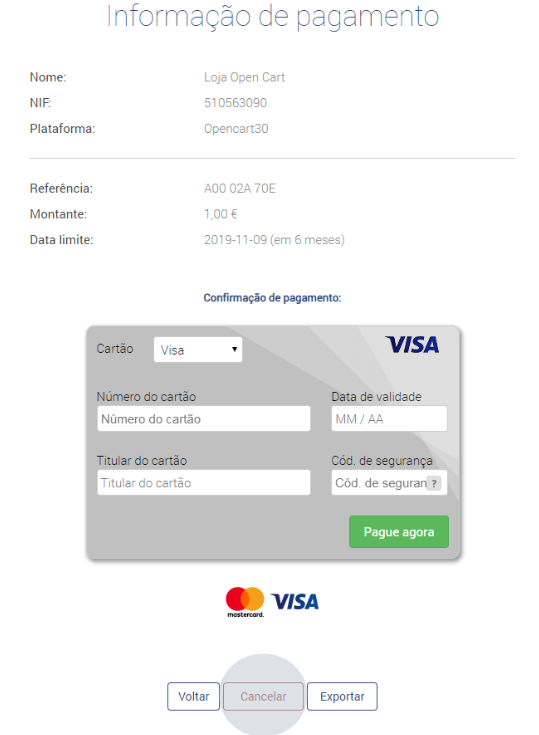 Informação de pagamento
Nome: Loja Open Cart
NIF: 510563090
Plataforma: Opencart30
Referência: A00 02A 70E
Montante: 1,00 €
Data limite: 2019-11-09 (em 6 meses)
Confirmação de pagamento:
Cartão Visa VISA
Número do cartão Data de validade
Número do cartão MM / AA
Titular do cartão Cód. de segurança
Titular do cartão Cód. de seguran ?
Pague agora
mastercard. VISA
Voltar Cancelar Exportar